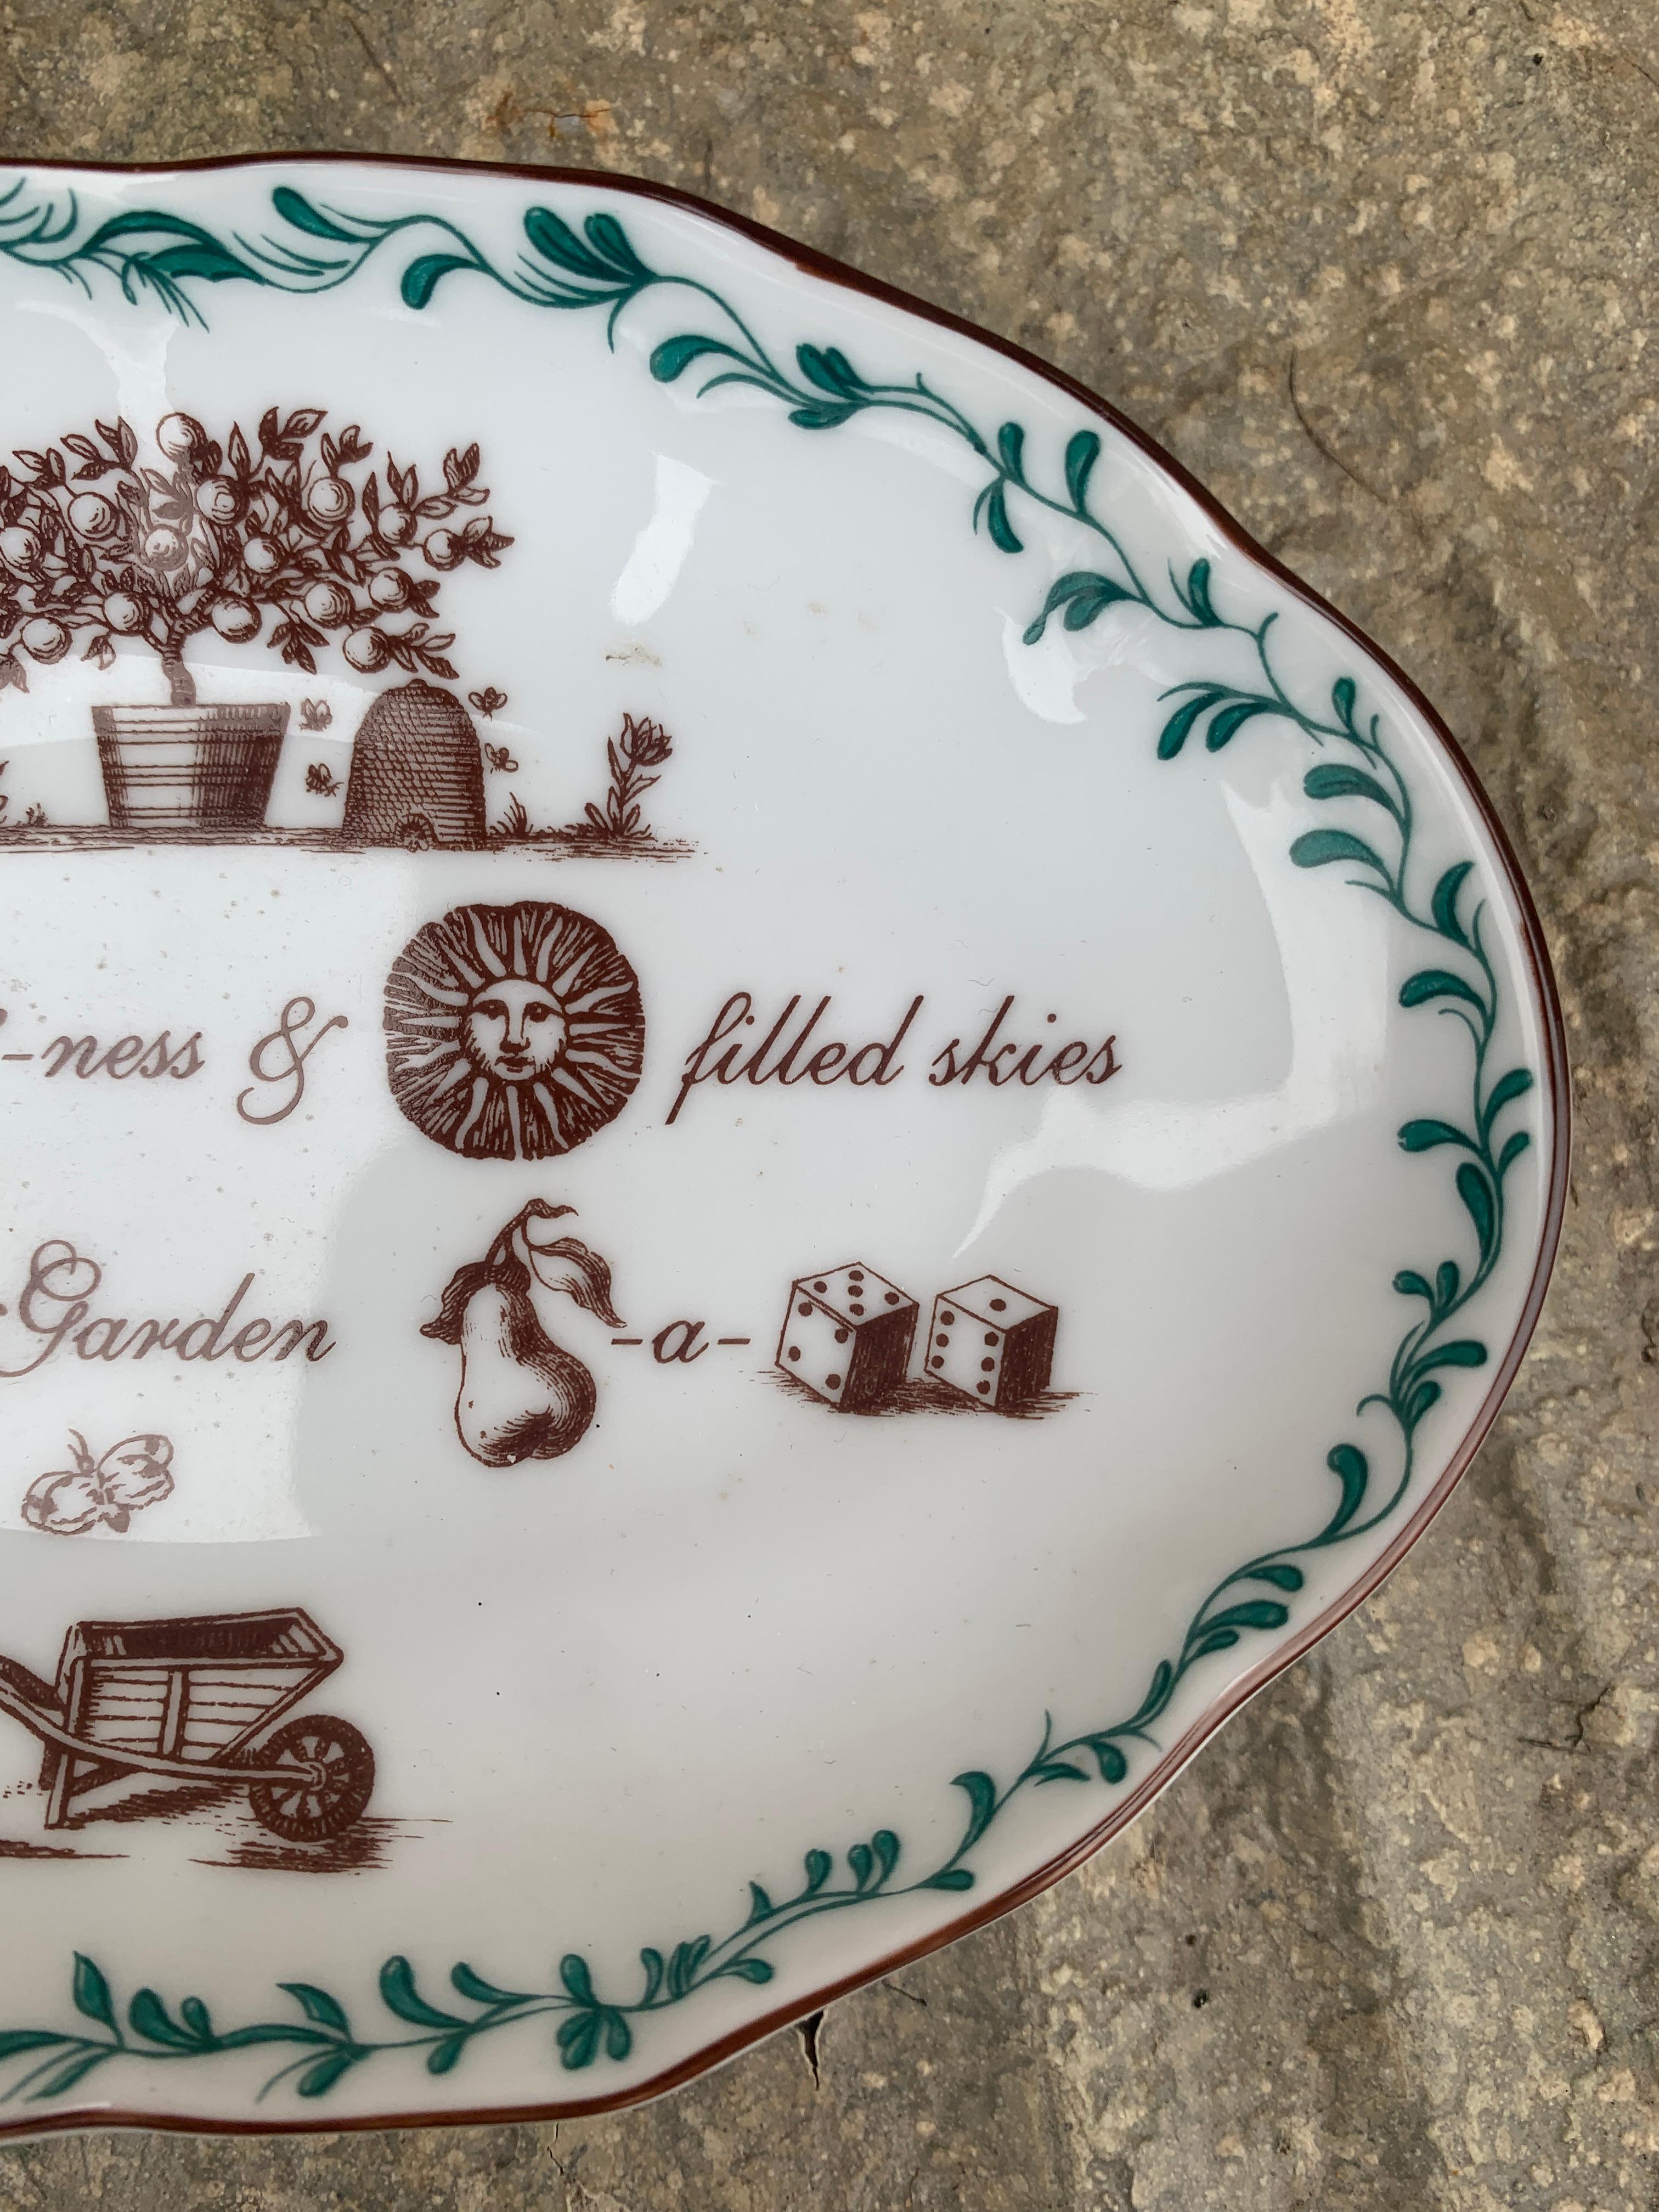 -ness & filled skies
Garden -a-